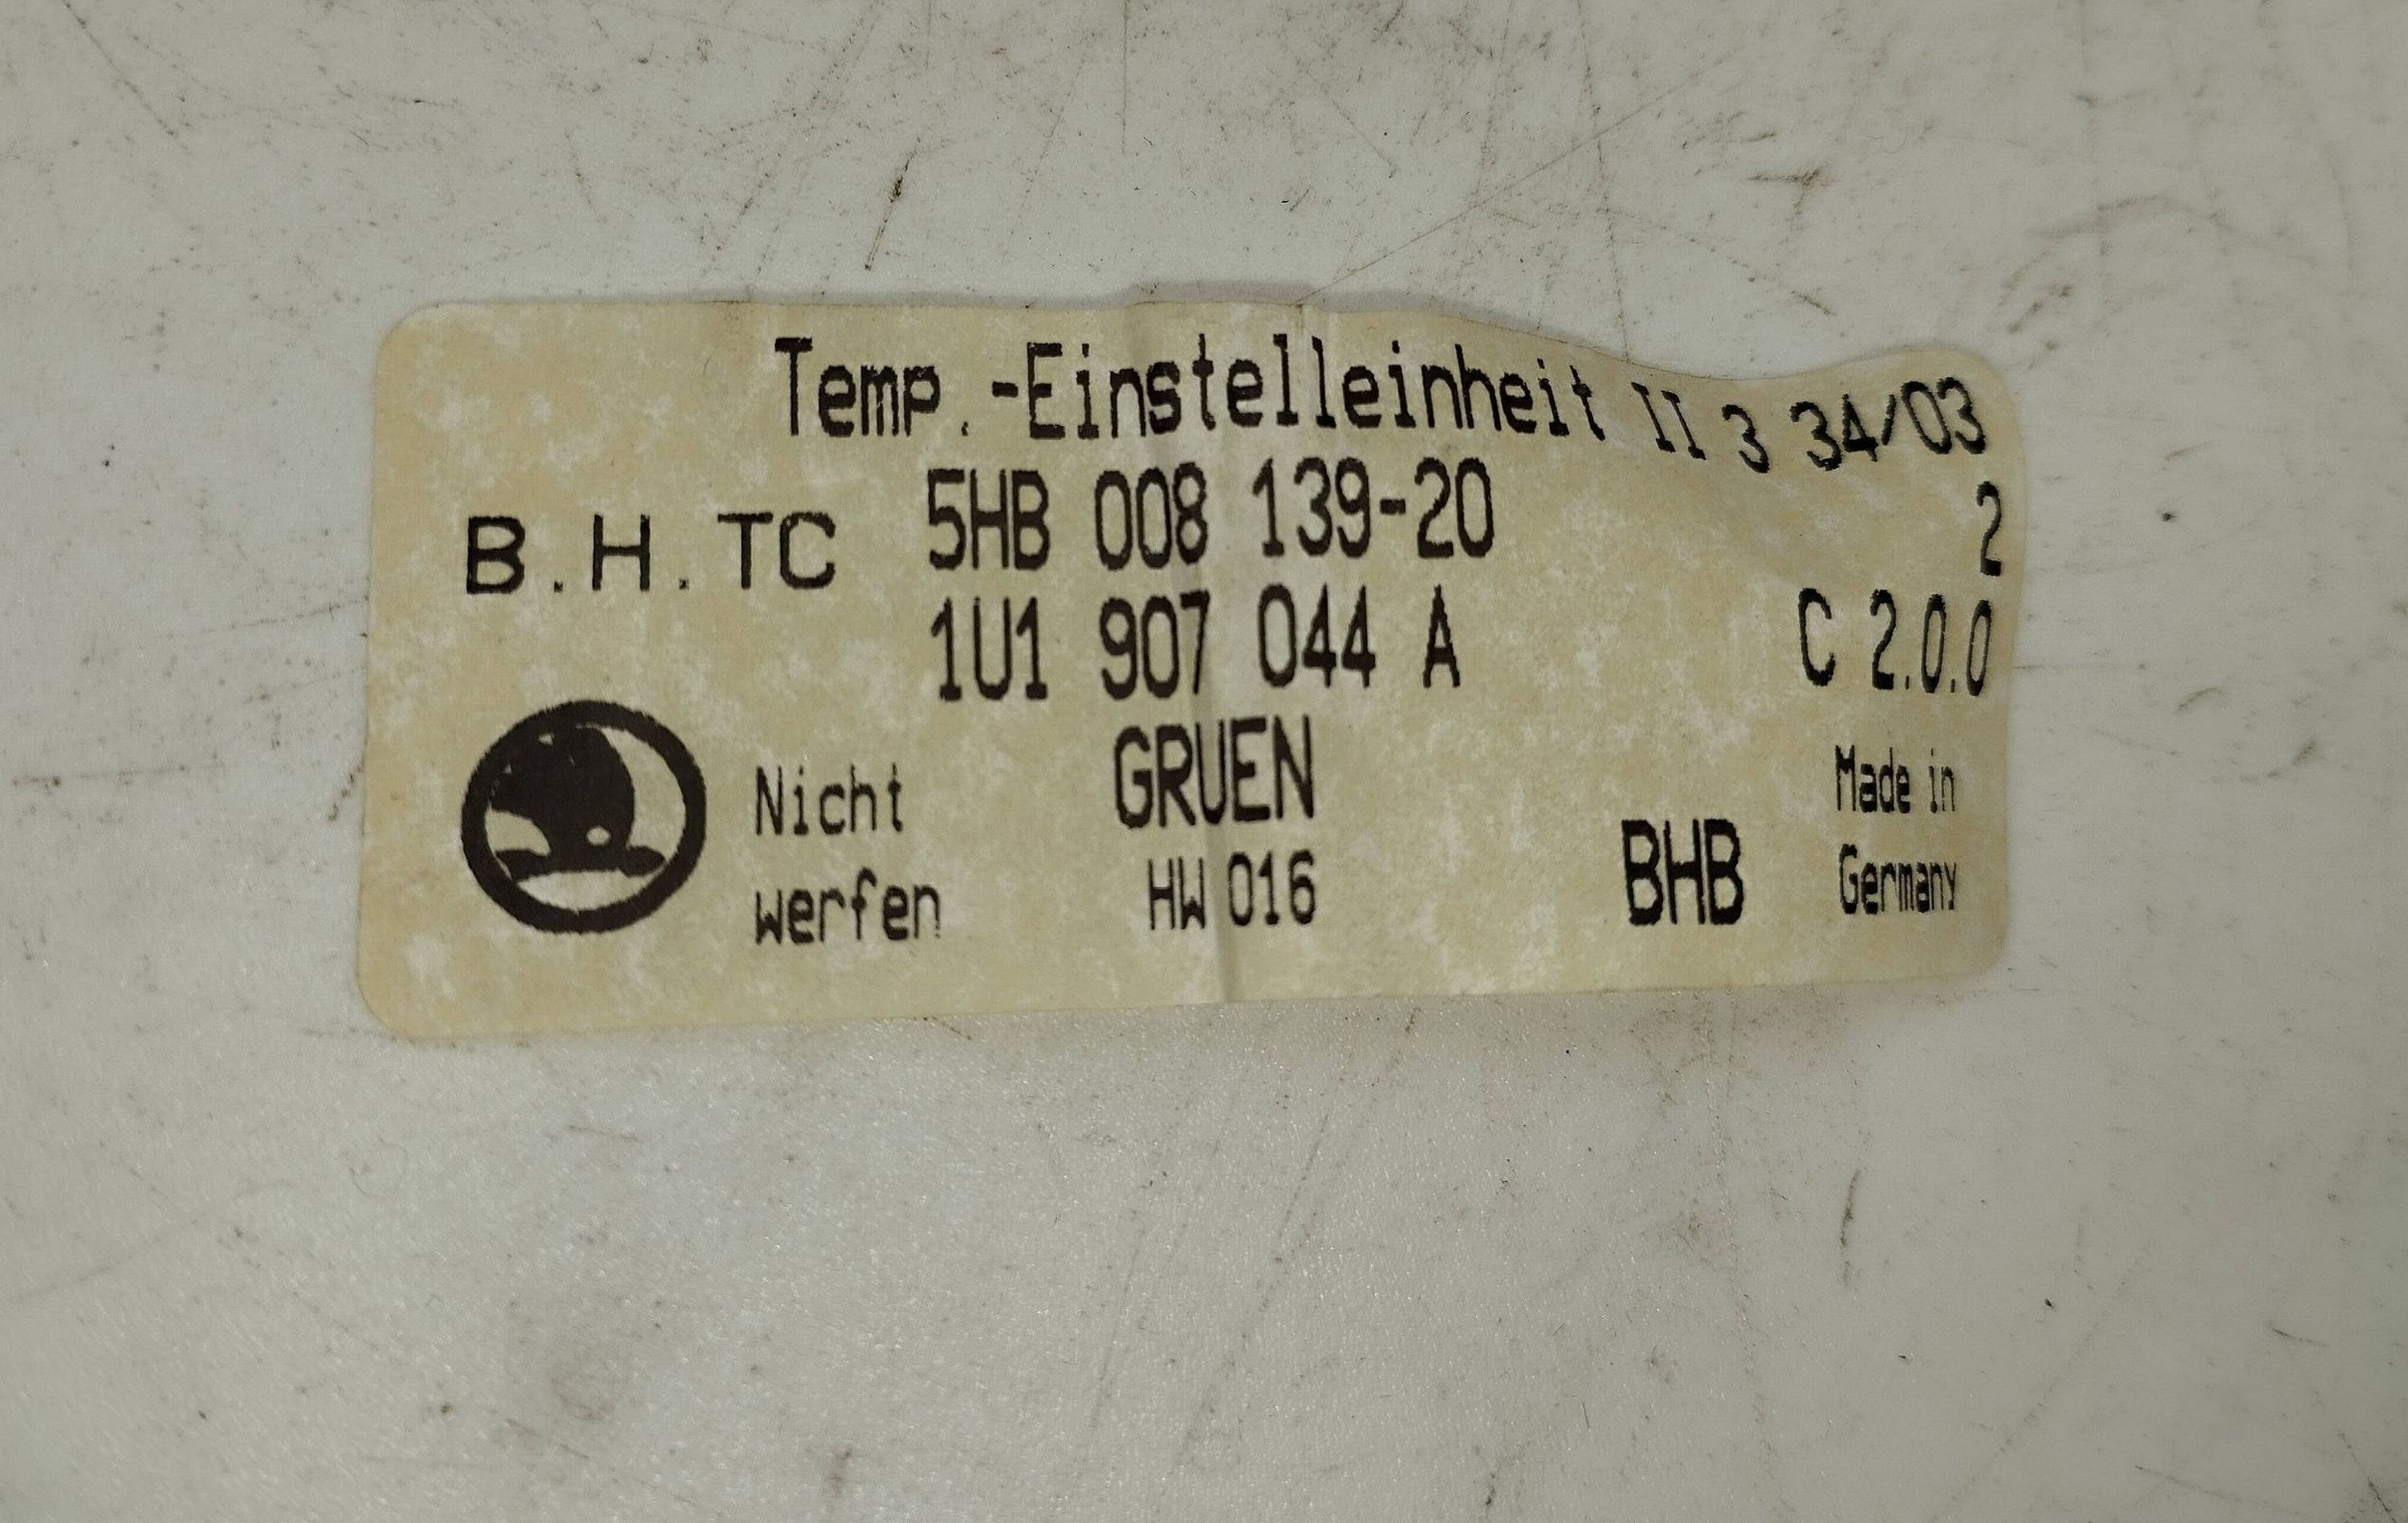 Temp.-Einstelleinheit II 3 34/03
5HB 008 139-20 2
B.H.TC
1U1 907 044 A C 2.0.0
GRUEN
Nicht
werfen
HW 016
BHB
Made in
Germany